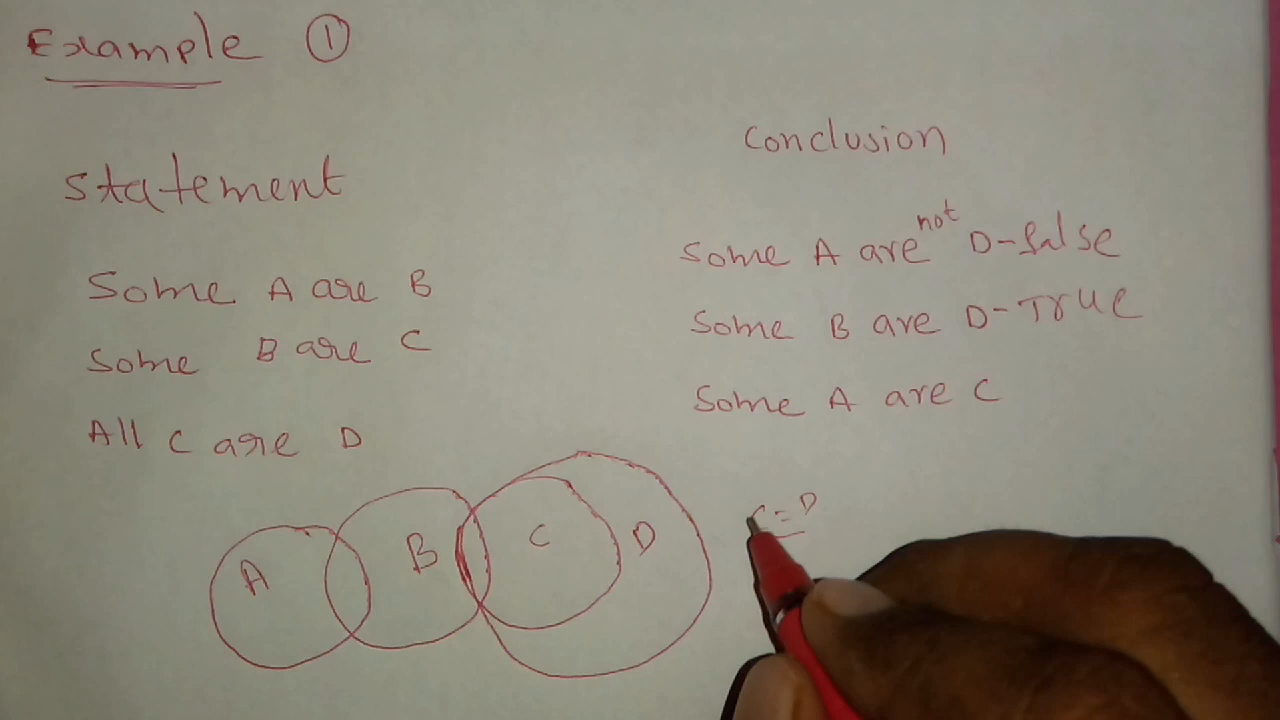 Example ①
Statement
Some A are B
Some B are C
All C are D
Conclusion
Some A are not D-false
Some B are D-True
Some A are C
A
B
C
D
C=D